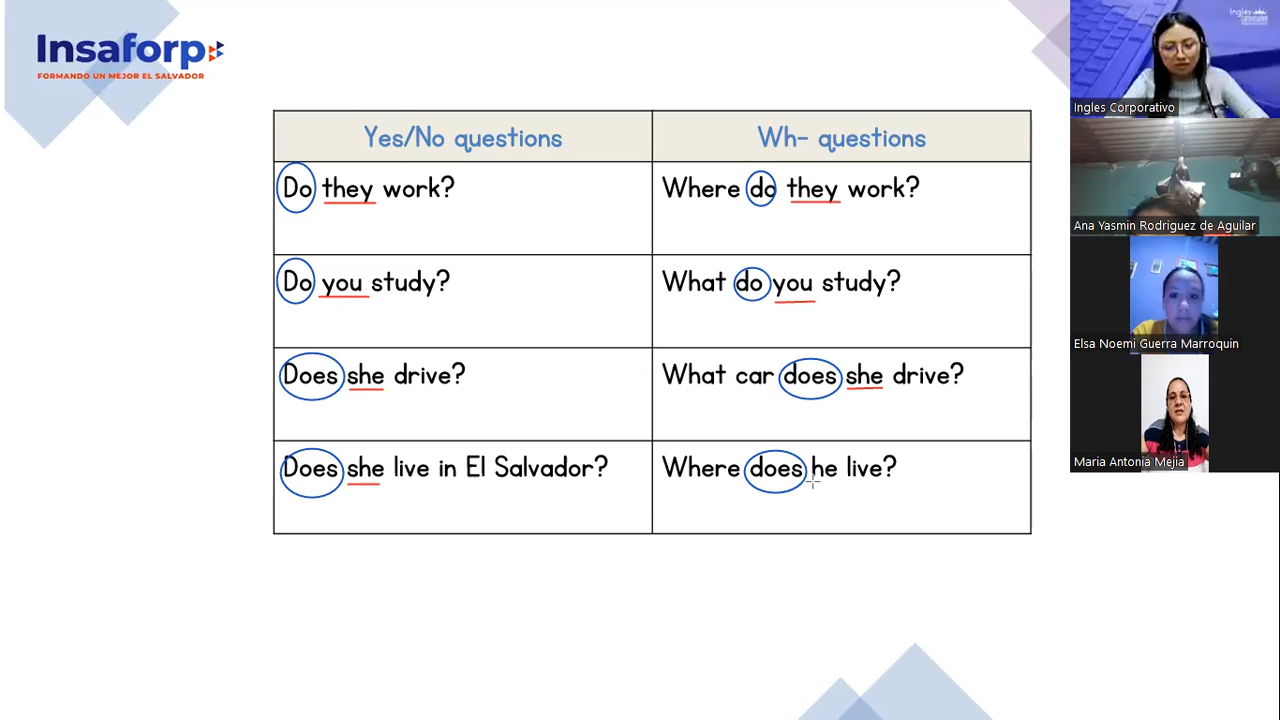 Insaforp
FORMANDO UN MEJOR EL SALVADOR
Yes/No questions
Wh- questions
Do they work?
Where do they work?
Do you study?
What do you study?
Does she drive?
What car does she drive?
Does she live in El Salvador?
Where does he live?
Ingles Corporativo
Ana Yasmin Rodriguez de Aguilar
Elsa Noemi Guerra Marroquin
Maria Antonia Mejia